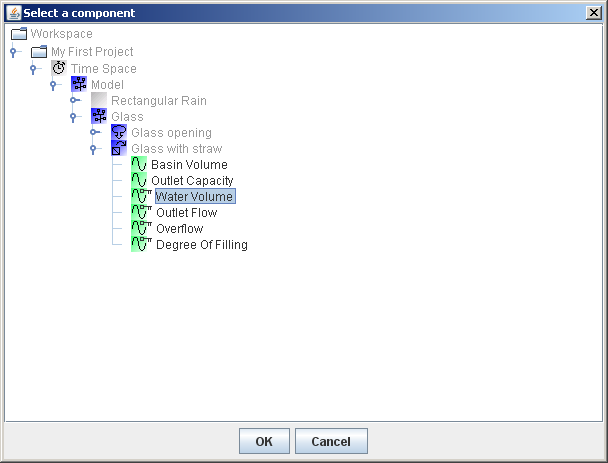 Select a component
Workspace
My First Project
Time Space
Model
Rectangular Rain
Glass
Glass opening
Glass with straw
Basin Volume
Outlet Capacity
Water Volume
Outlet Flow
Overflow
Degree Of Filling
OK Cancel